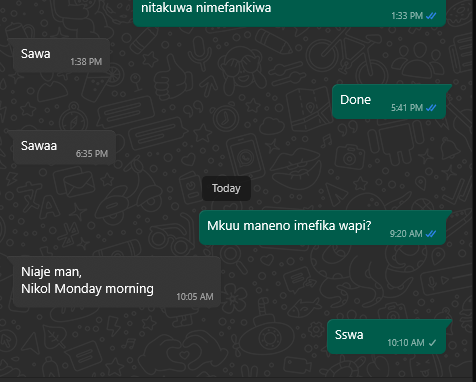 nitakuwa nimefanikiwa
1:33 PM
Sawa
1:38 PM
Done
5:41 PM
Sawaa
6:35 PM
Today
Mkuu maneno imefika wapi?
9:20 AM
Niaje man,
Nikol Monday morning
10:05 AM
Sswa
10:10 AM